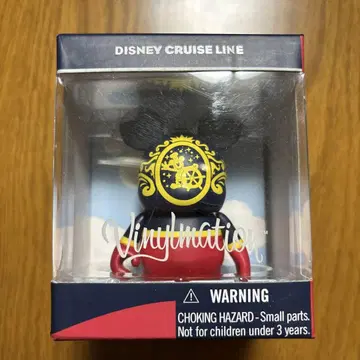 DISNEY CRUISE LINE
Vinylmation
⚠ WARNING
CHOKING HAZARD - Small parts.
Not for children under 3 years.